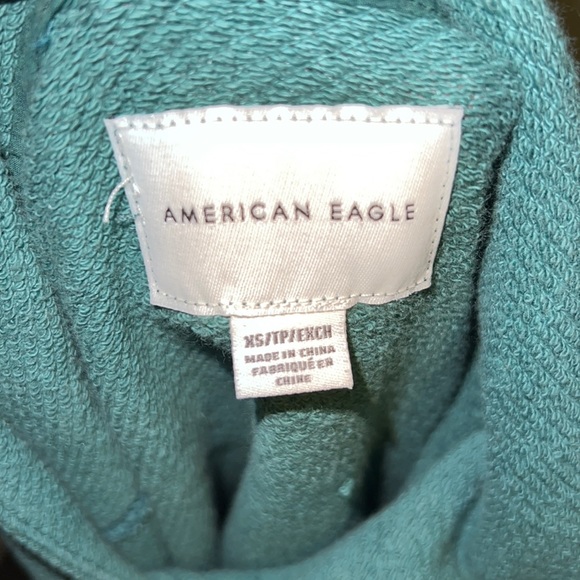 AMERICAN EAGLE
XS/TP/EXCH
MADE IN CHINA
FABRIQUÉ EN
CHINE